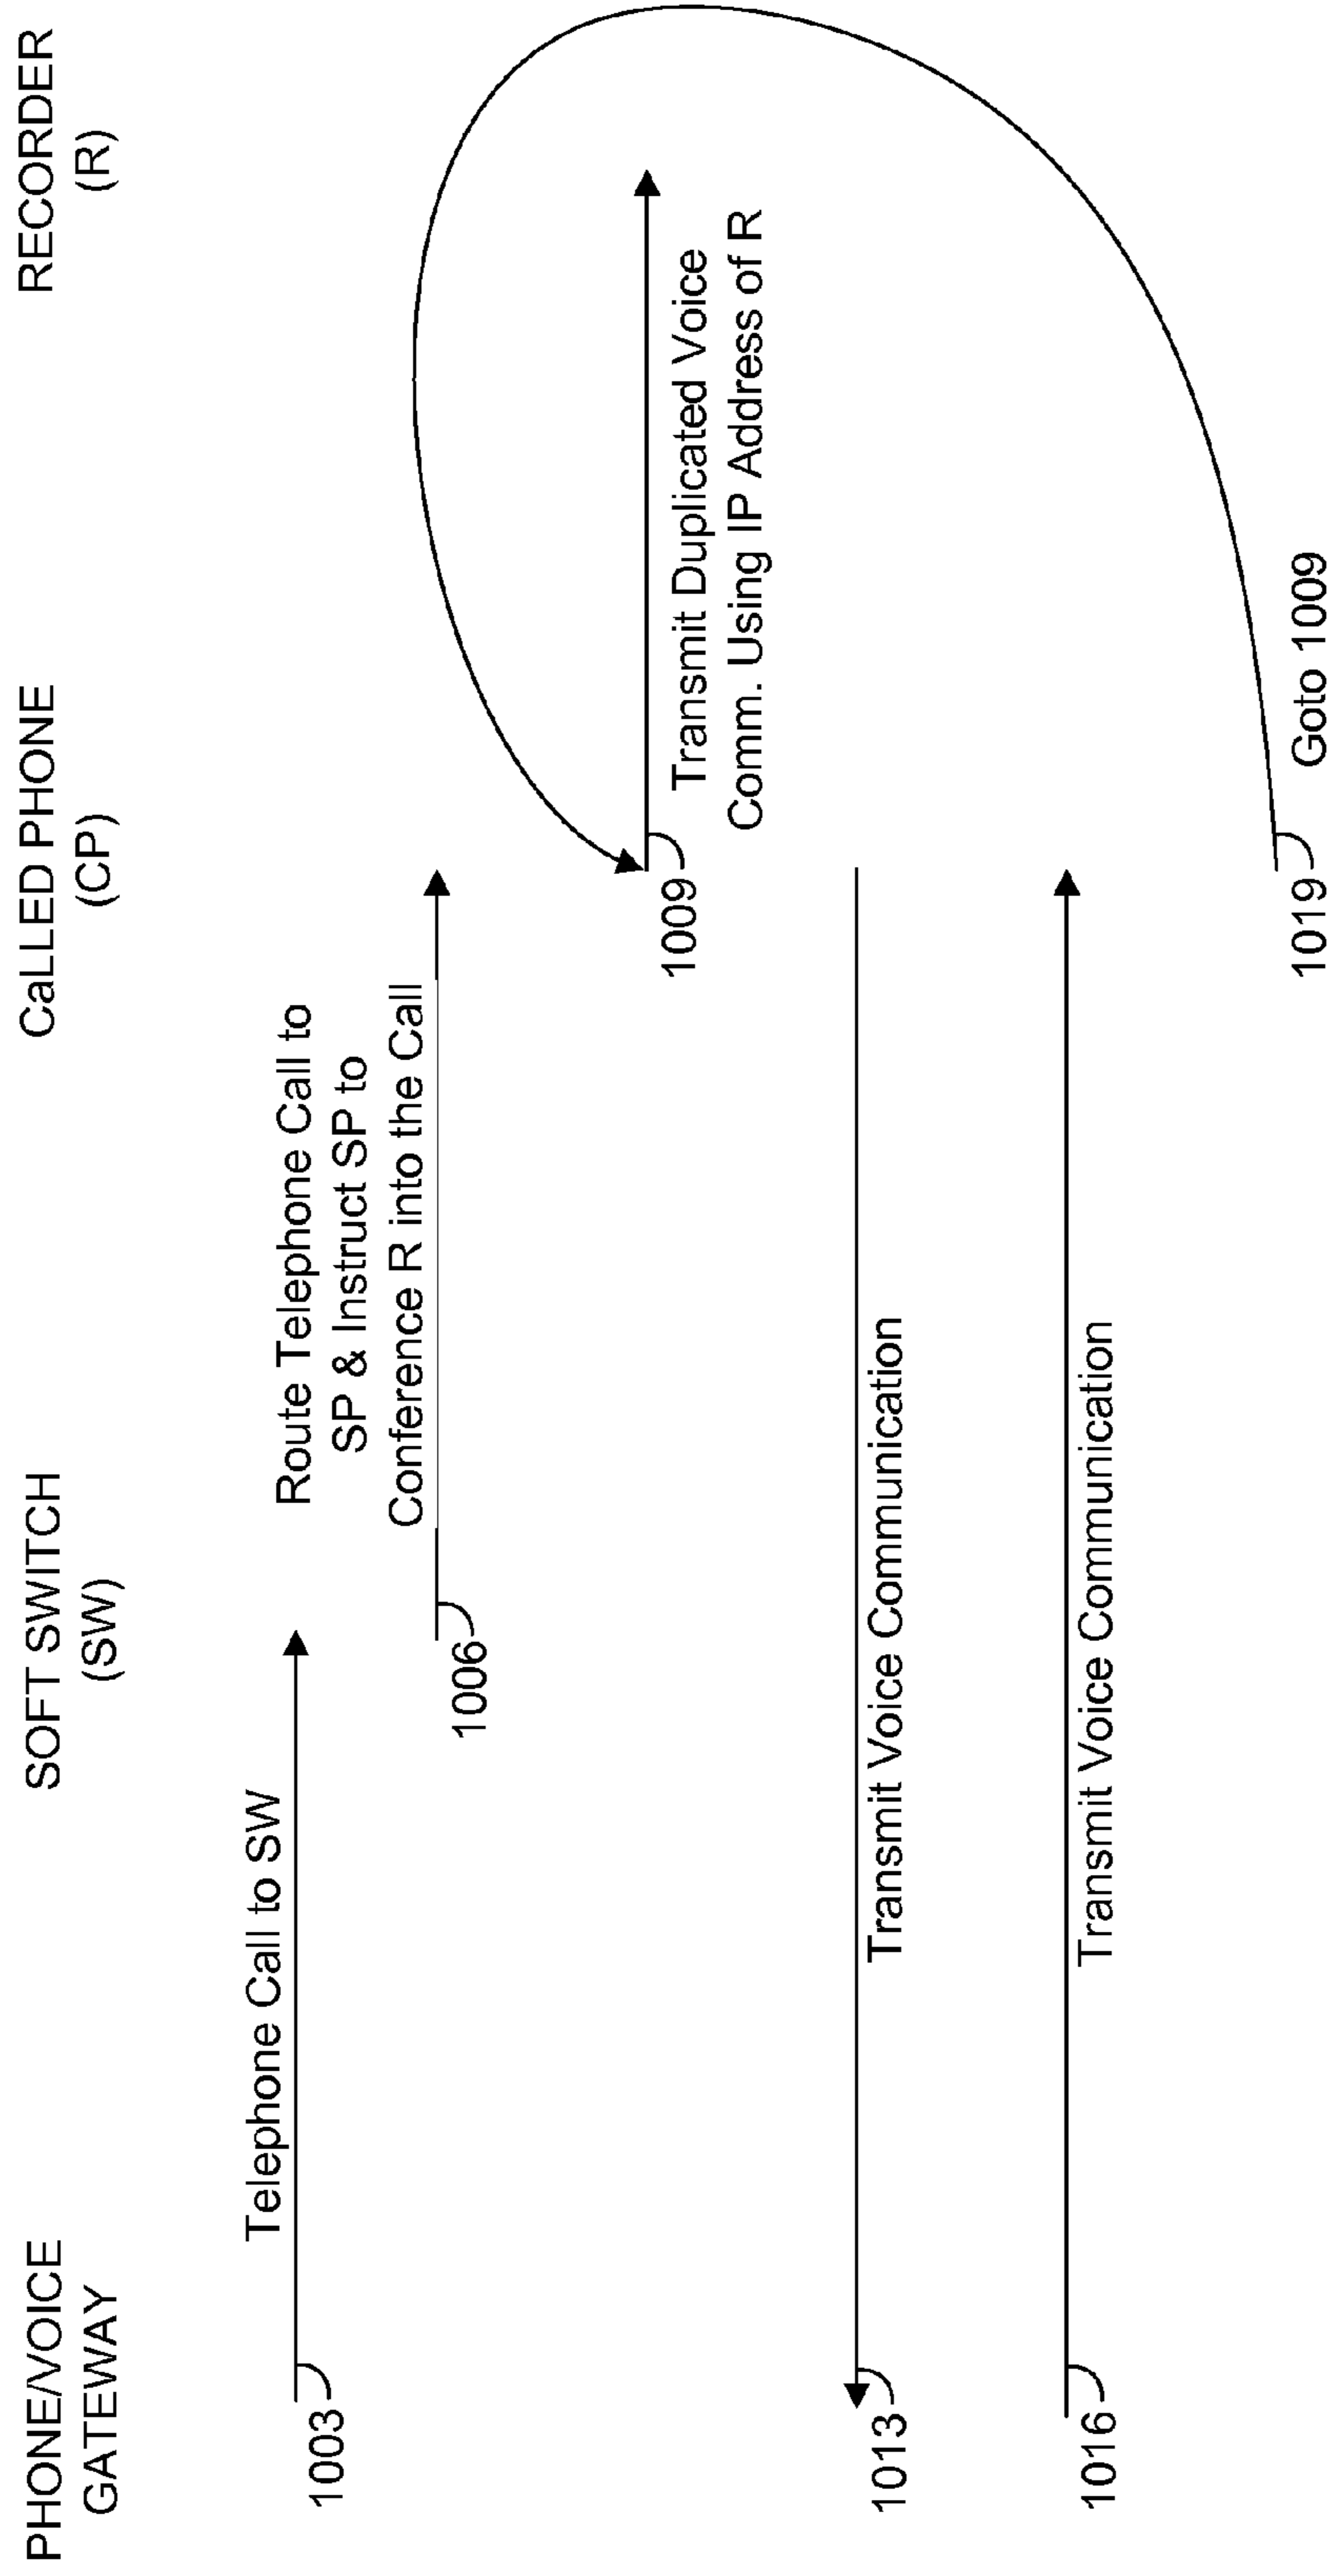 PHONE/VOICE
GATEWAY
SOFT SWITCH
(SW)
CaLLED PHONE
(CP)
RECORDER
(R)
Telephone Call to SW
1003
Route Telephone Call to
SP & Instruct SP to
Conference R into the Call
1006
1009
Transmit Duplicated Voice
Comm. Using IP Address of R
1013
Transmit Voice Communication
1016
Transmit Voice Communication
1019
Goto 1009